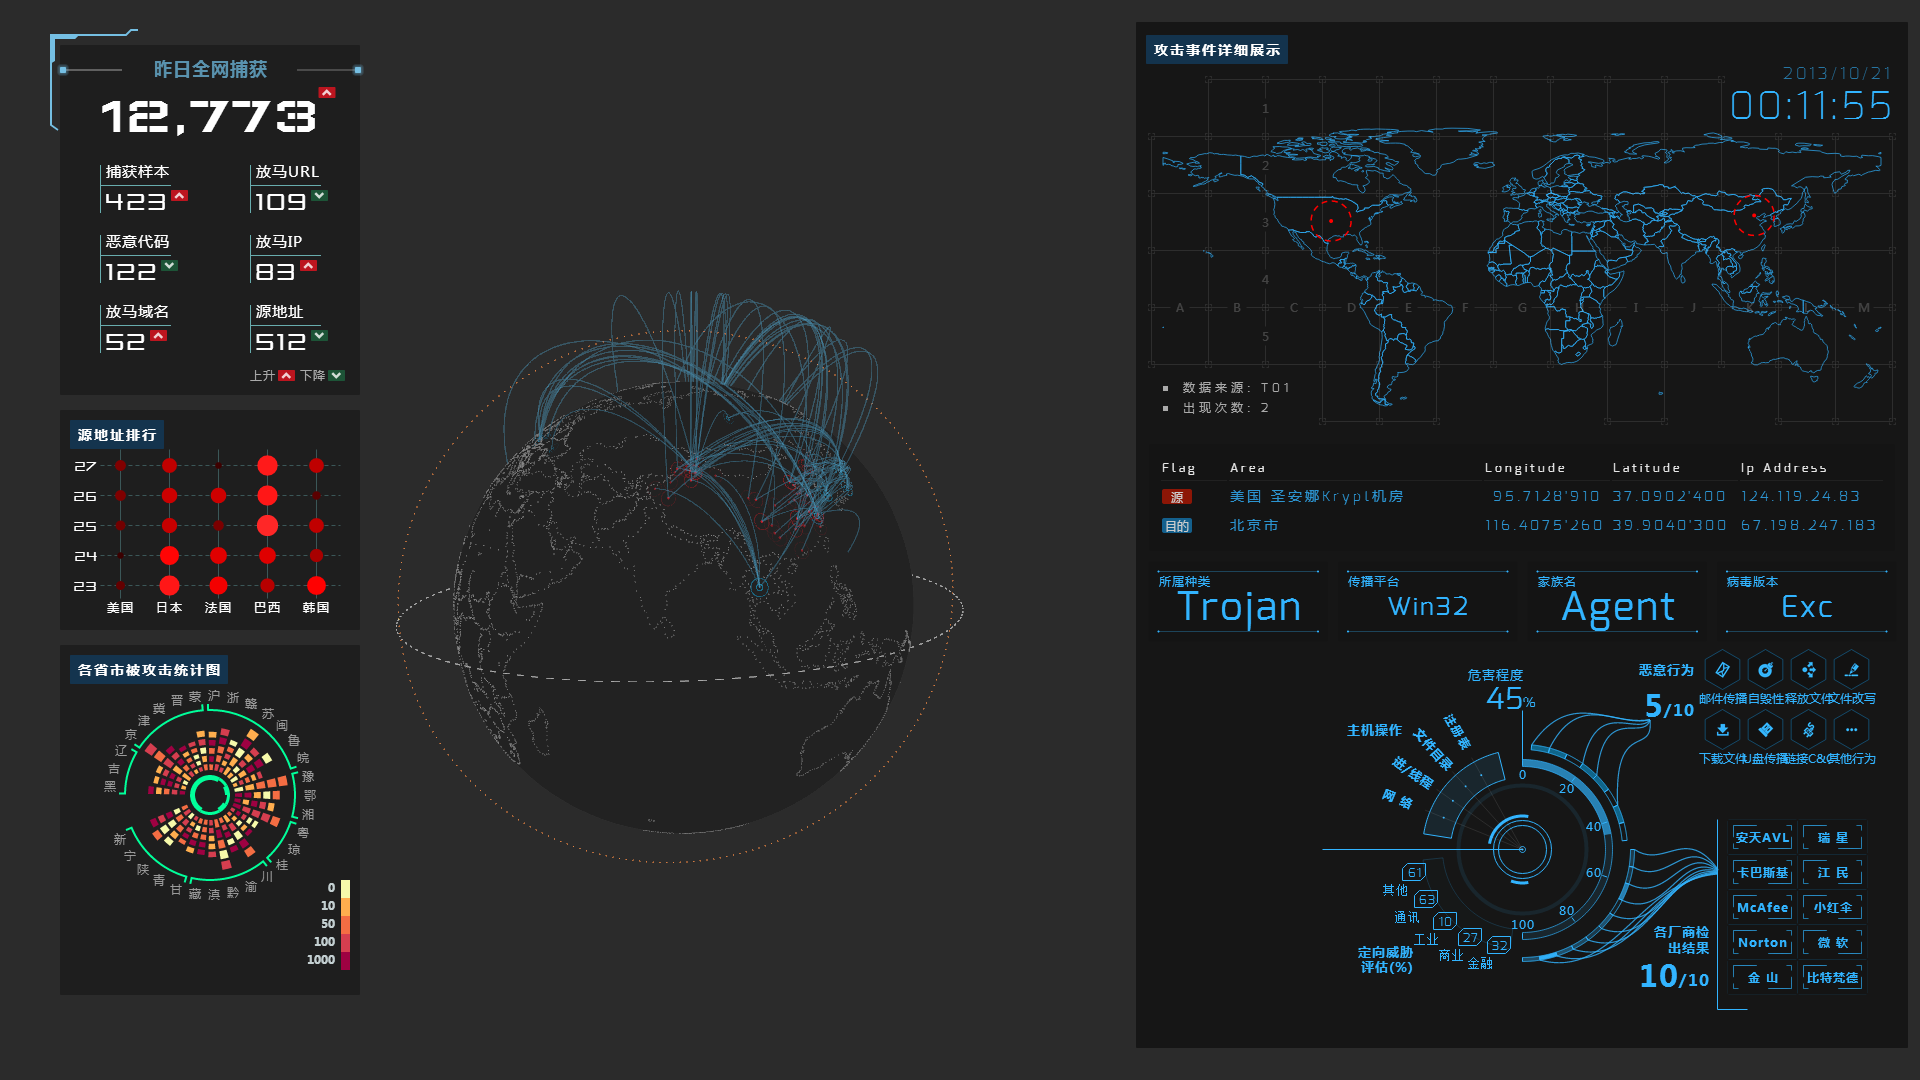 昨日全网捕获
12,773
捕获样本
423
放马URL
109
恶意代码
122
放马IP
83
放马域名
52
源地址
512
上升 下降
源地址排行
27
26
25
24
23
美国 日本 法国 巴西 韩国
各省市被攻击统计图
黑 吉 辽 京 津 冀 晋 蒙 沪 浙 赣 苏 闽 鲁 皖 豫 鄂 湘 粤 琼 桂 川 渝 黔 滇 藏 甘 青 陕 宁 新
0
10
50
100
1000
攻击事件详细展示
2013/10/21
00:11:55
1
2
3
4
A B C D E F G I J M
5
数据来源: T01
出现次数: 2
Flag Area Longitude Latitude Ip Address
源 美国 圣安娜Krypl机房 95.7128'910 37.0902'400 124.119.24.83
目的 北京市 116.4075'260 39.9040'300 67.198.247.183
所属种类
Trojan
传播平台
Win32
家族名
Agent
病毒版本
Exc
危害程度
45%
主机操作
注册表
文件目录
进/线程
网 络
0
20
40
60
80
100
61
其他
63
通讯
10
工业
27
商业
32
金融
定向威胁
评估(%)
恶意行为
5/10
邮件传播 自毁性 释放文件 文件改写
下载文件 U盘传播 链接C&C 其他行为
各厂商检
出结果
10/10
安天AVL 瑞 星
卡巴斯基 江 民
McAfee 小红伞
Norton 微 软
金 山 比特梵德